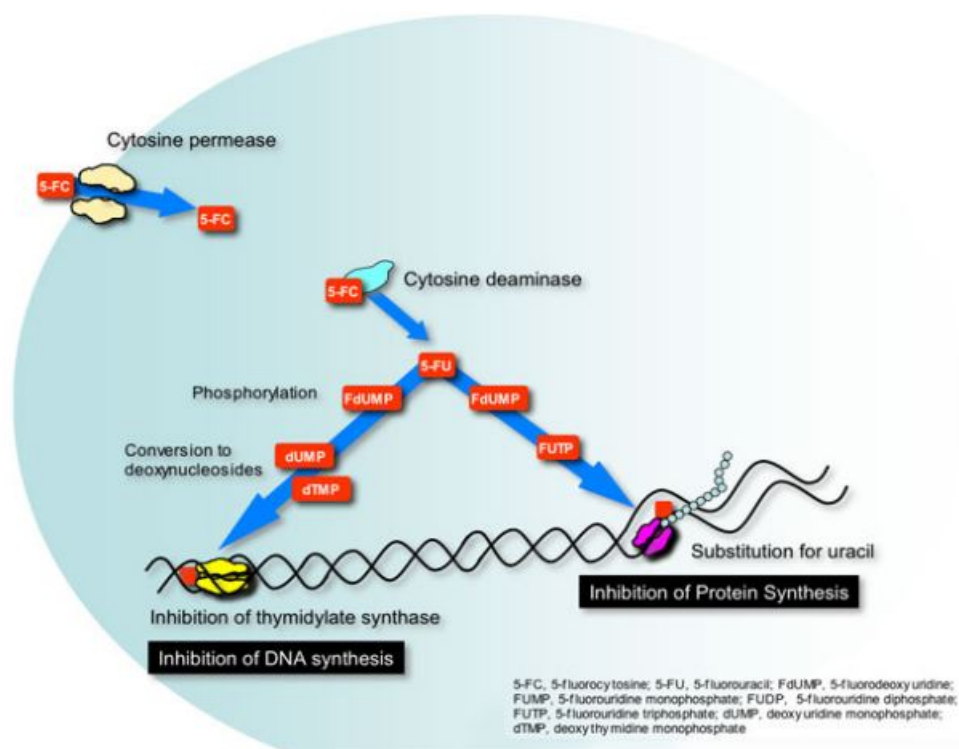 Cytosine permease
5-FC
5-FC
5-FC
Cytosine deaminase
5-FU
Phosphorylation
FdUMP
FdUMP
Conversion to
deoxynucleosides
dUMP
FUTP
dTMP
Substitution for uracil
Inhibition of Protein Synthesis
Inhibition of thymidylate synthase
Inhibition of DNA synthesis
5-FC, 5-fluorocytosine; 5-FU, 5-fluorouracil; FdUMP, 5-fluorodeoxyuridine;
FUMP, 5-fluorouridine monophosphate; FUDP, 5-fluorouridine diphosphate;
FUTP, 5-fluorouridine triphosphate; dUMP, deoxyuridine monophosphate;
dTMP, deoxythymidine monophosphate